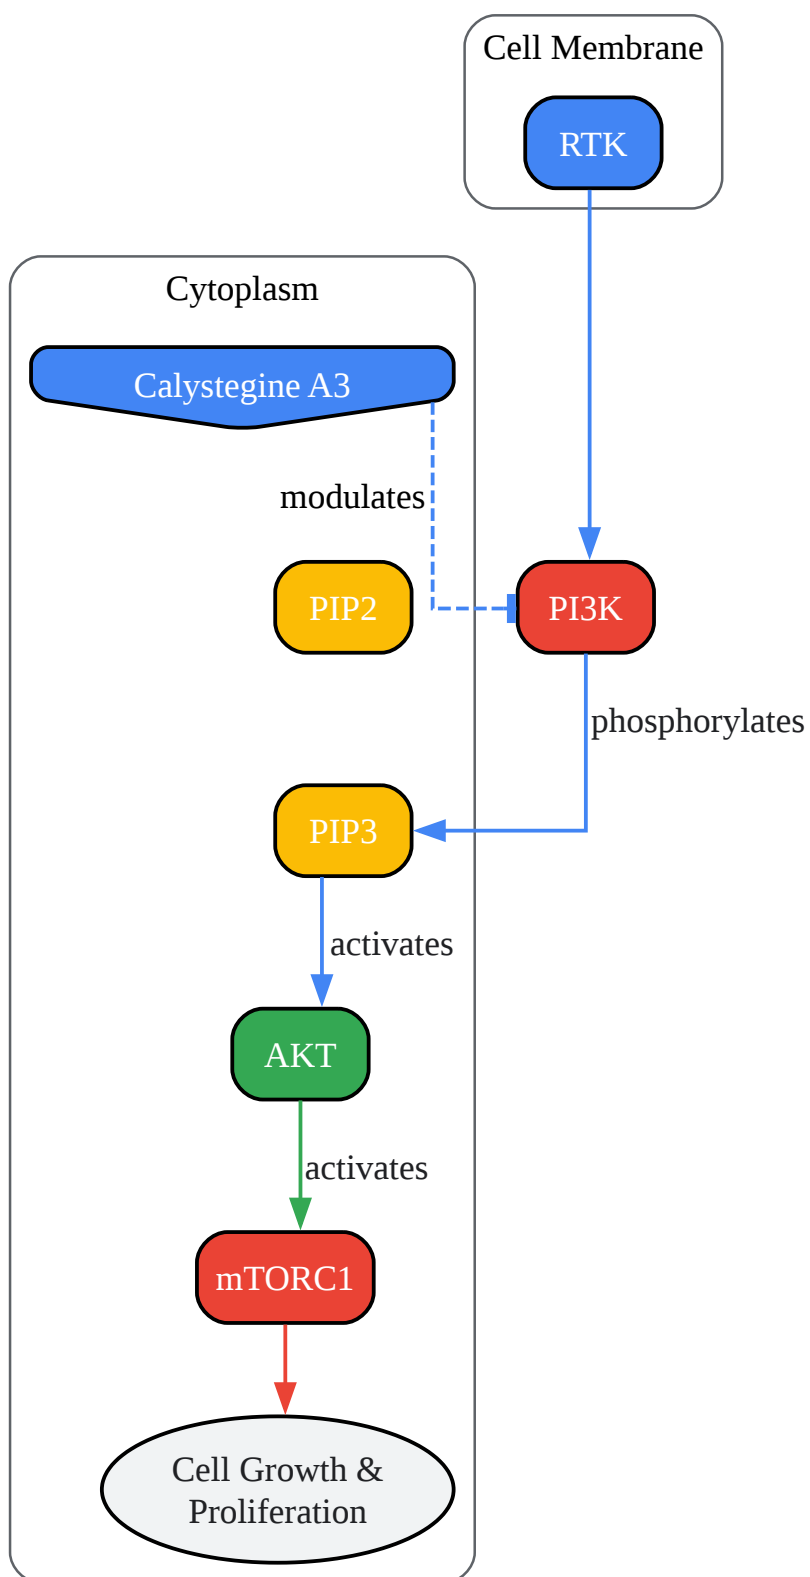 Cell Membrane
RTK
Cytoplasm
Calystegine A3
modulates
PIP2
PI3K
phosphorylates
PIP3
activates
AKT
activates
mTORC1
Cell Growth &
Proliferation